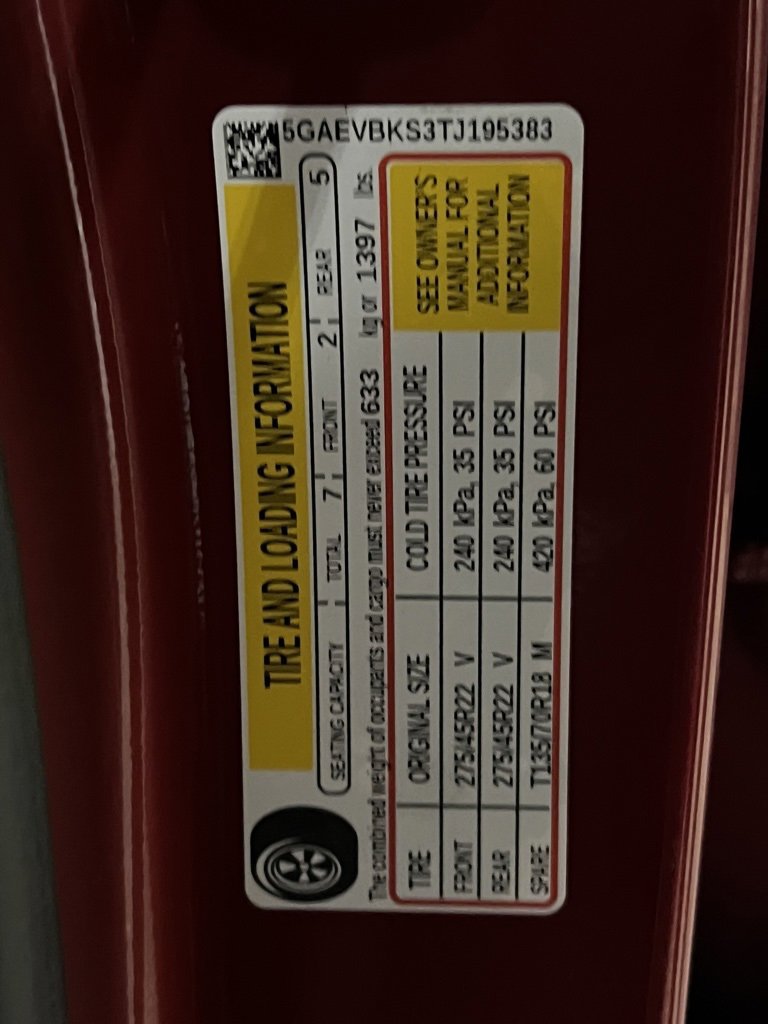 5GAEVBKS3TJ195383
TIRE AND LOADING INFORMATION
SEATING CAPACITY TOTAL 7 FRONT 2 REAR 5
The combined weight of occupants and cargo must never exceed 633 kg or 1397 lbs.
TIRE ORIGINAL SIZE COLD TIRE PRESSURE
FRONT 275/45R22 V 240 kPa, 35 PSI
REAR 275/45R22 V 240 kPa, 35 PSI
SPARE T135/70R18 M 420 kPa, 60 PSI
SEE OWNER'S
MANUAL FOR
ADDITIONAL
INFORMATION